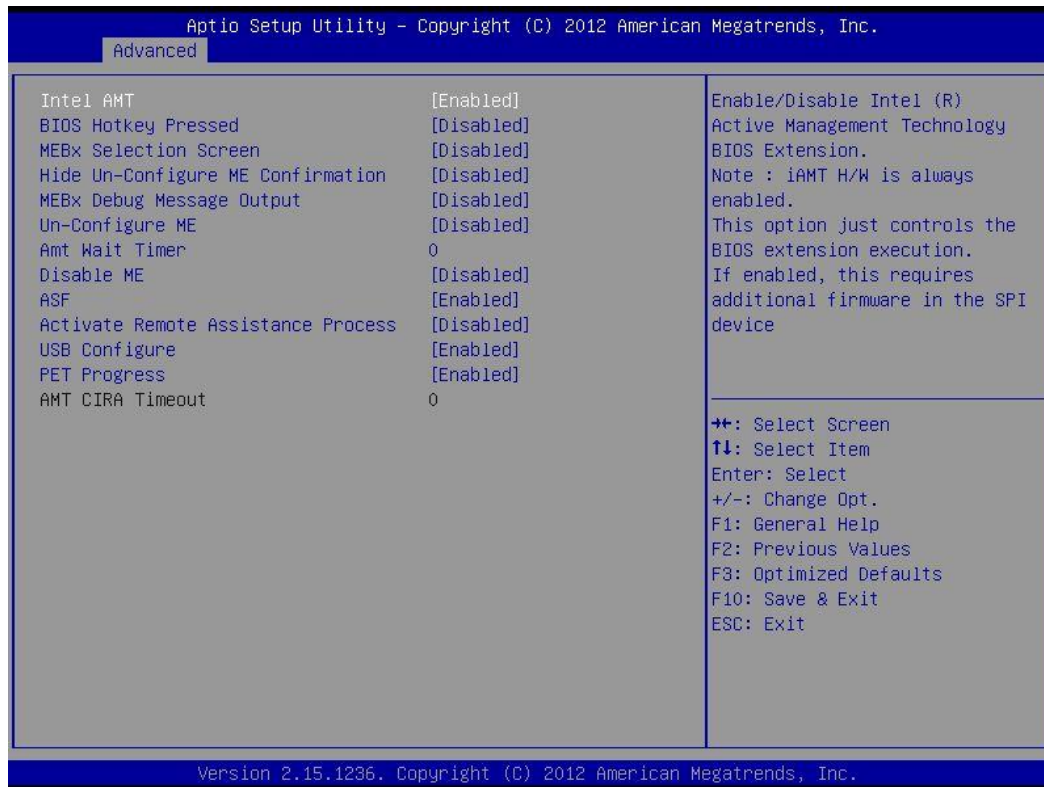 Aptio Setup Utility – Copyright (C) 2012 American Megatrends, Inc.
Advanced
Intel AMT [Enabled]
BIOS Hotkey Pressed [Disabled]
MEBx Selection Screen [Disabled]
Hide Un-Configure ME Confirmation [Disabled]
MEBx Debug Message Output [Disabled]
Un-Configure ME [Disabled]
Amt Wait Timer 0
Disable ME [Disabled]
ASF [Enabled]
Activate Remote Assistance Process [Disabled]
USB Configure [Enabled]
PET Progress [Enabled]
AMT CIRA Timeout 0
Enable/Disable Intel (R)
Active Management Technology
BIOS Extension.
Note : iAMT H/W is always
enabled.
This option just controls the
BIOS extension execution.
If enabled, this requires
additional firmware in the SPI
device
→←: Select Screen
↑↓: Select Item
Enter: Select
+/-: Change Opt.
F1: General Help
F2: Previous Values
F3: Optimized Defaults
F10: Save & Exit
ESC: Exit
Version 2.15.1236. Copyright (C) 2012 American Megatrends, Inc.